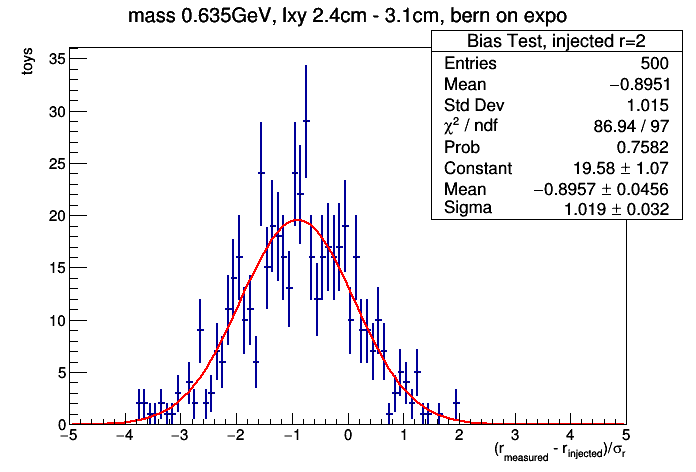 mass 0.635GeV, lxy 2.4cm - 3.1cm, bern on expo
Bias Test, injected r=2
Entries 500
Mean −0.8951
Std Dev 1.015
χ² / ndf 86.94 / 97
Prob 0.7582
Constant 19.58 ± 1.07
Mean −0.8957 ± 0.0456
Sigma 1.019 ± 0.032
toys
35
30
25
20
15
10
5
0
−5 −4 −3 −2 −1 0 1 2 3 4 5
(r_measured - r_injected)/σ_r